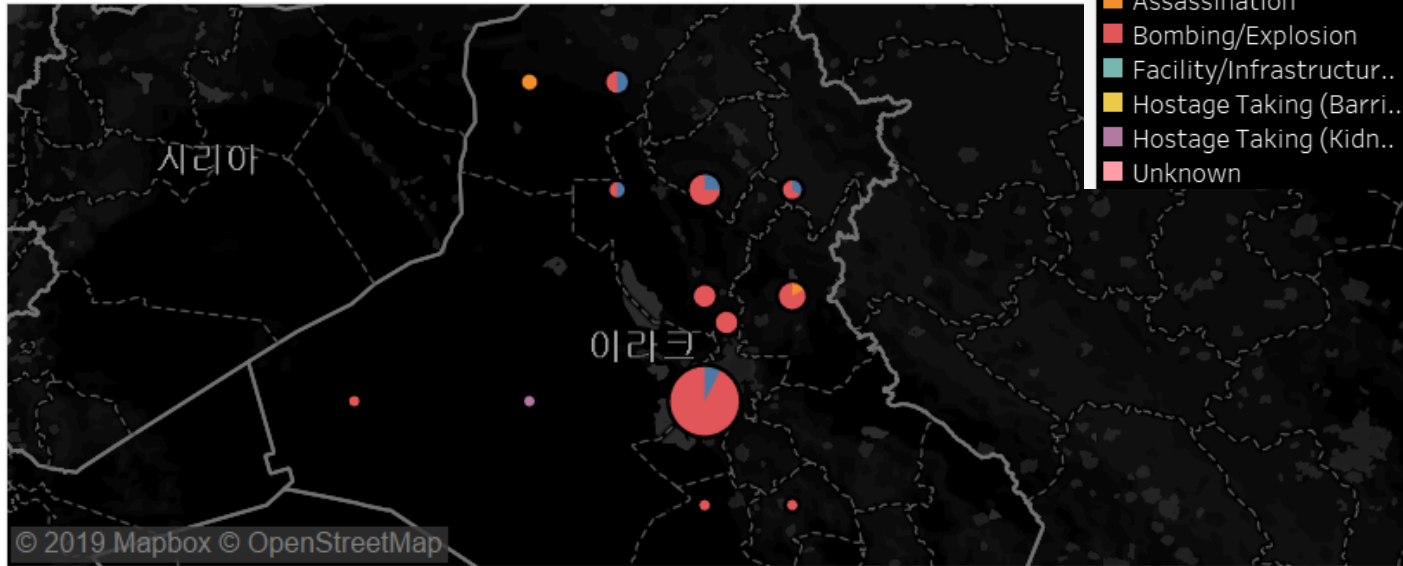 Assassination
Bombing/Explosion
Facility/Infrastructur..
Hostage Taking (Barri..
Hostage Taking (Kidn..
Unknown
시리아
이라크
© 2019 Mapbox © OpenStreetMap